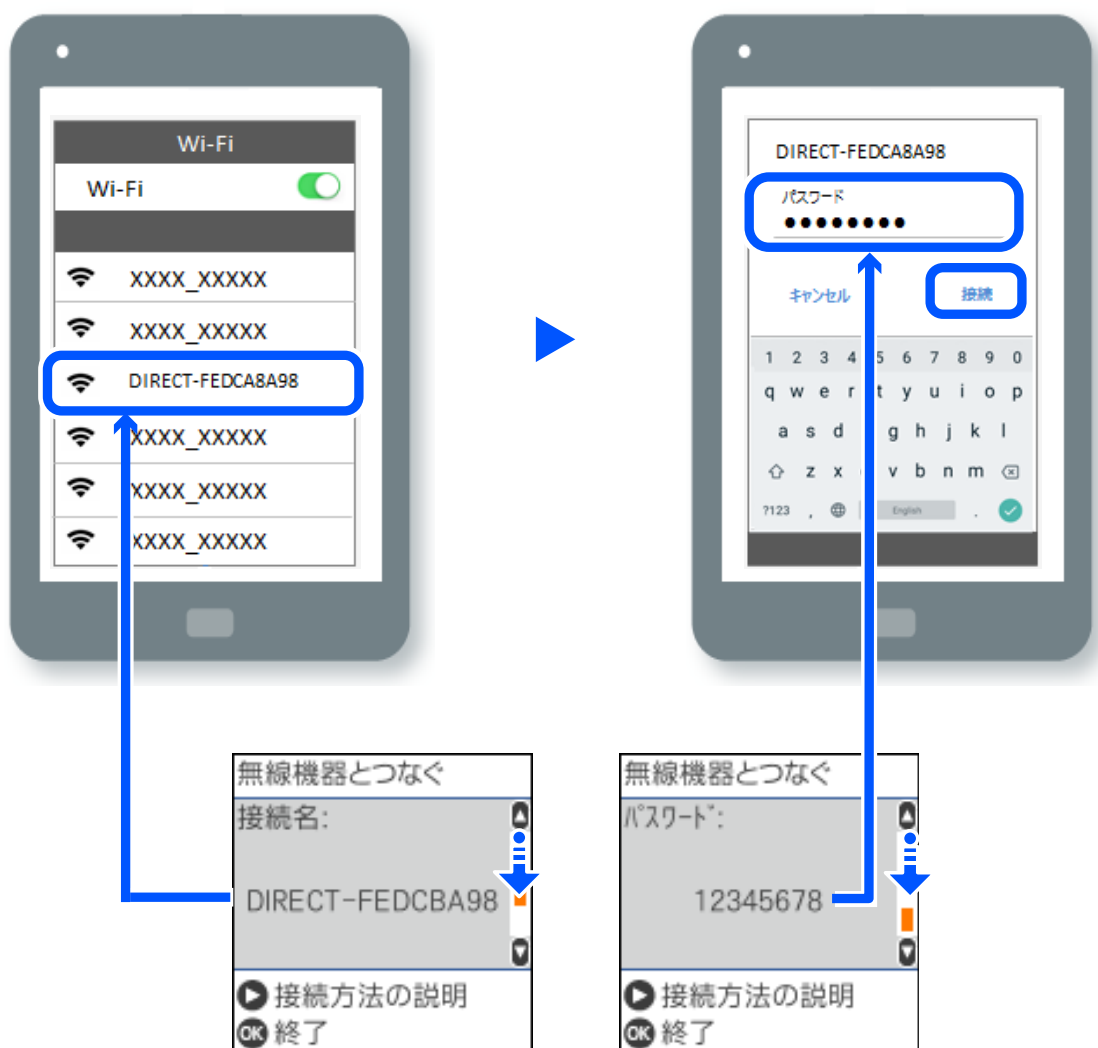 Wi-Fi
Wi-Fi
XXXX_XXXXX
XXXX_XXXXX
DIRECT-FEDCA8A98
XXXX_XXXXX
XXXX_XXXXX
XXXX_XXXXX
DIRECT-FEDCA8A98
パスワード
●●●●●●●●
キャンセル 接続
1 2 3 4 5 6 7 8 9 0
q w e r t y u i o p
a s d g h j k l
z x v b n m
?123 , English .
無線機器とつなぐ
接続名:
DIRECT-FEDCBA98
接続方法の説明
OK 終了
無線機器とつなぐ
パスワード:
12345678
接続方法の説明
OK 終了